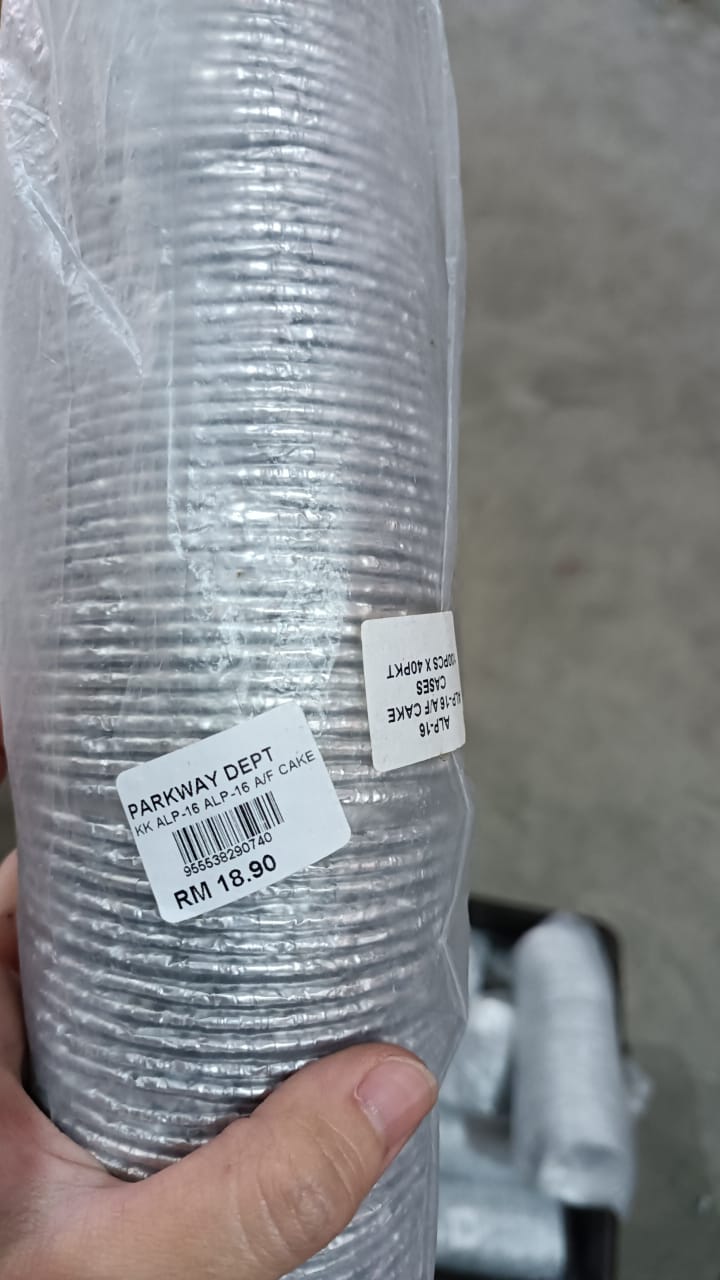 PARKWAY DEPT
KK ALP-16 ALP-16 A/F CAKE
955538290740
RM 18.90
ALP-16
ALP-16 A/F CAKE
CASES
100PCS X 40PKT